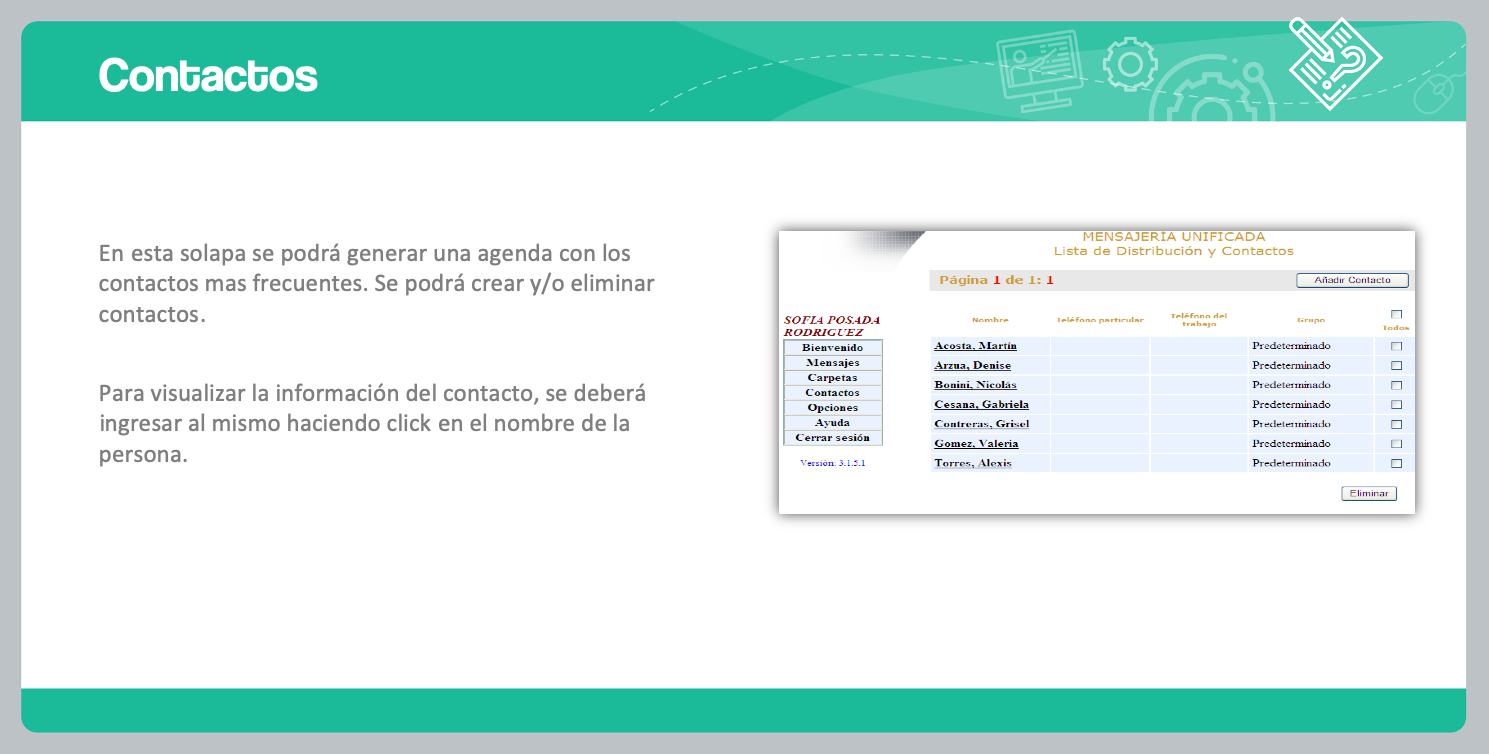 Contactos
En esta solapa se podrá generar una agenda con los
contactos mas frecuentes. Se podrá crear y/o eliminar
contactos.
Para visualizar la información del contacto, se deberá
ingresar al mismo haciendo click en el nombre de la
persona.
MENSAJERÍA UNIFICADA
Lista de Distribución y Contactos
Página 1 de 1: 1
Añadir Contacto
SOFIA POSADA
RODRIGUEZ
Bienvenido
Mensajes
Carpetas
Contactos
Opciones
Ayuda
Cerrar sesión
Versión: 3.1.5.1
Nombre Teléfono particular Teléfono del trabajo Grupo Todos
Acosta, Martín Predeterminado
Arzua, Denise Predeterminado
Bonini, Nicolás Predeterminado
Cesana, Gabriela Predeterminado
Contreras, Grisel Predeterminado
Gomez, Valeria Predeterminado
Torres, Alexis Predeterminado
Eliminar